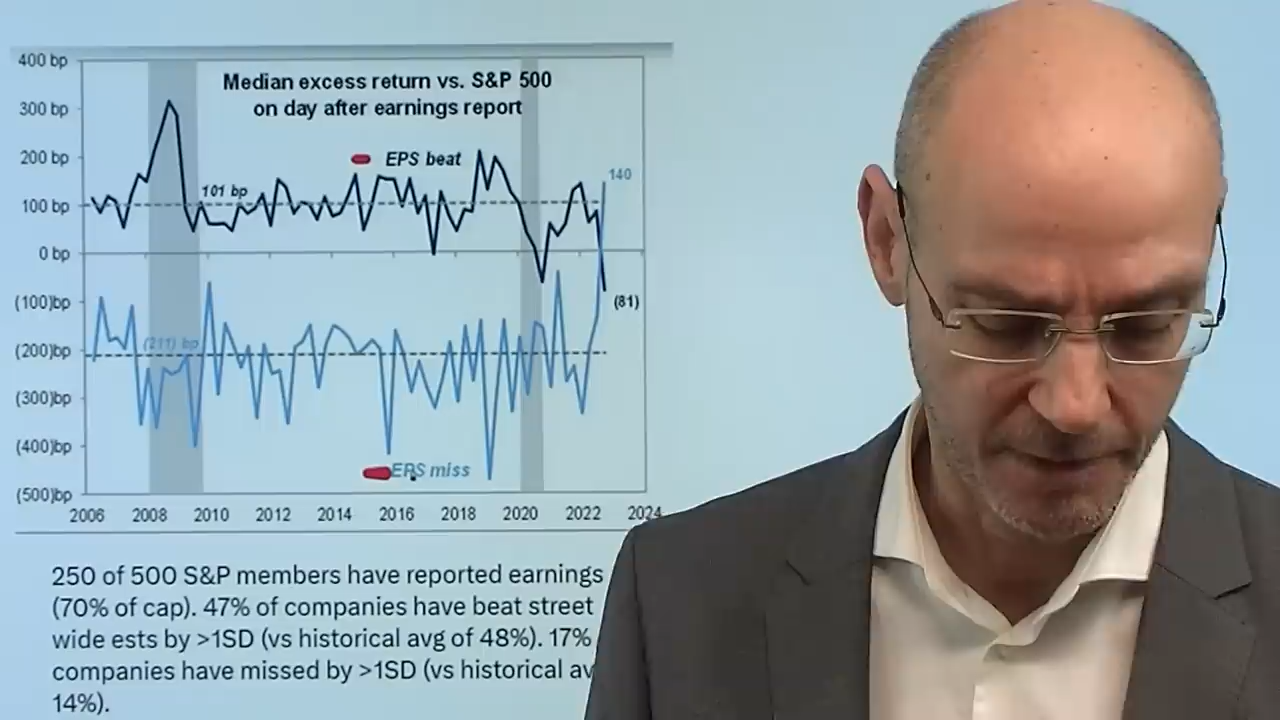 400 bp
Median excess return vs. S&P 500
on day after earnings report
300 bp
200 bp
EPS beat
140
101 bp
100 bp
0 bp
(100)bp
(81)
(211) bp
(200)bp
(300)bp
(400)bp
EPS miss
(500)bp
2006 2008 2010 2012 2014 2016 2018 2020 2022 2024
250 of 500 S&P members have reported earnings
(70% of cap). 47% of companies have beat street
wide ests by >1SD (vs historical avg of 48%). 17%
companies have missed by >1SD (vs historical av
14%).